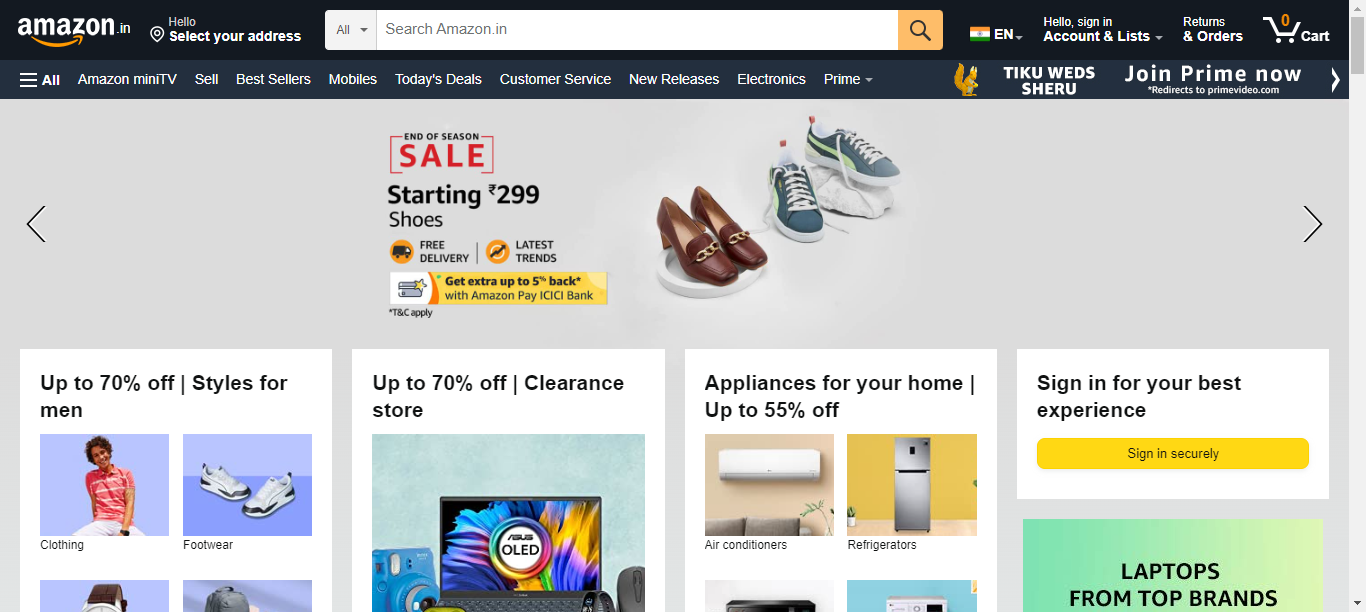 amazon.in
Hello
Select your address
All
Search Amazon.in
EN
Hello, sign in
Account & Lists
Returns
& Orders
0
Cart
All
Amazon miniTV
Sell
Best Sellers
Mobiles
Today's Deals
Customer Service
New Releases
Electronics
Prime
TIKU WEDS
SHERU
Join Prime now
*Redirects to primevideo.com
END OF SEASON
SALE
Starting ₹299
Shoes
FREE
DELIVERY
LATEST
TRENDS
Get extra up to 5% back*
with Amazon Pay ICICI Bank
*T&C apply
Up to 70% off | Styles for
men
Clothing
Footwear
Up to 70% off | Clearance
store
ASUS
OLED
Appliances for your home |
Up to 55% off
Air conditioners
Refrigerators
Sign in for your best
experience
Sign in securely
LAPTOPS
FROM TOP BRANDS